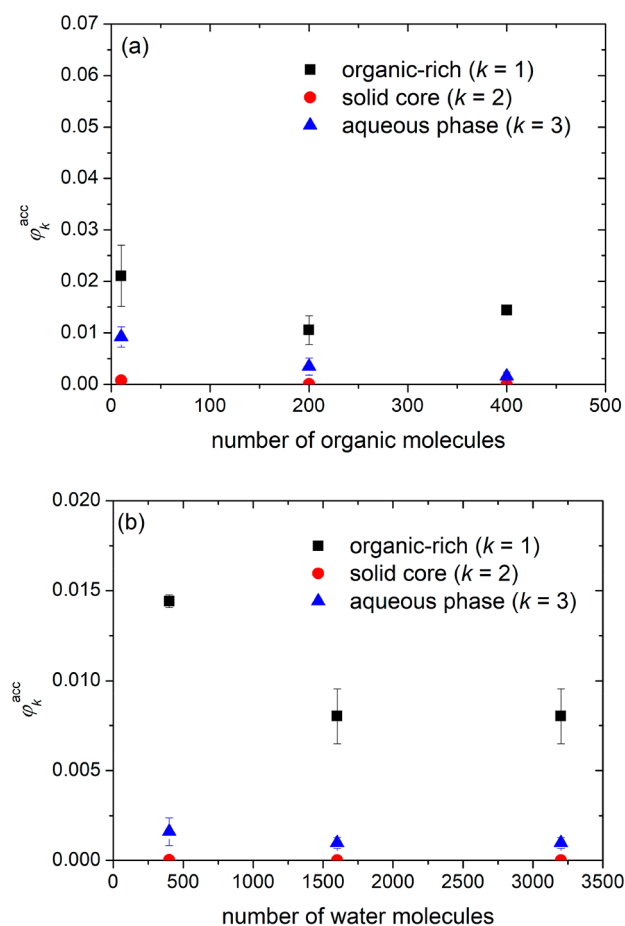 (a)
organic-rich (k = 1)
solid core (k = 2)
aqueous phase (k = 3)
0.07
0.06
0.05
0.04
0.03
0.02
0.01
0.00
φₖᵃᶜᶜ
0 100 200 300 400 500
number of organic molecules
(b)
organic-rich (k = 1)
solid core (k = 2)
aqueous phase (k = 3)
0.020
0.015
0.010
0.005
0.000
φₖᵃᶜᶜ
0 500 1000 1500 2000 2500 3000 3500
number of water molecules